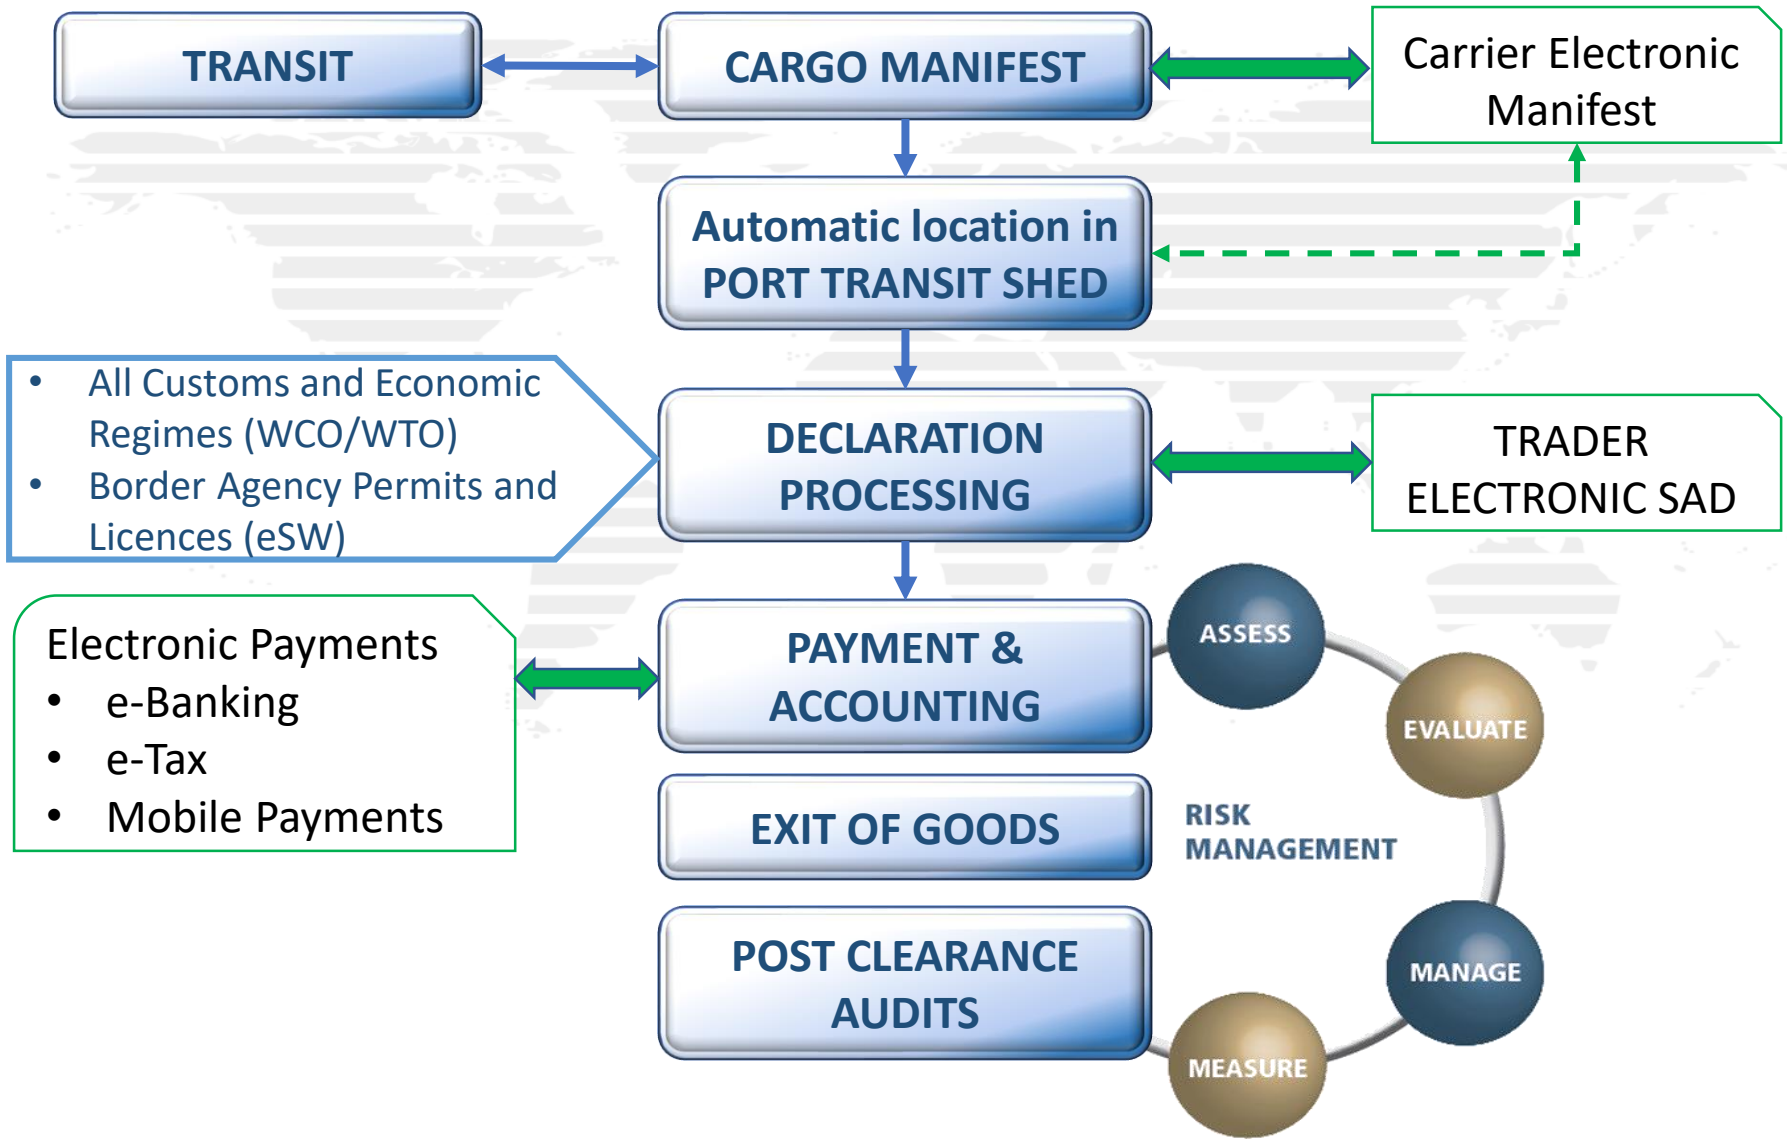 TRANSIT
CARGO MANIFEST
Carrier Electronic
Manifest
Automatic location in
PORT TRANSIT SHED
• All Customs and Economic
Regimes (WCO/WTO)
• Border Agency Permits and
Licences (eSW)
DECLARATION
PROCESSING
TRADER
ELECTRONIC SAD
Electronic Payments
• e-Banking
• e-Tax
• Mobile Payments
PAYMENT &
ACCOUNTING
ASSESS
EVALUATE
EXIT OF GOODS
RISK
MANAGEMENT
POST CLEARANCE
AUDITS
MANAGE
MEASURE